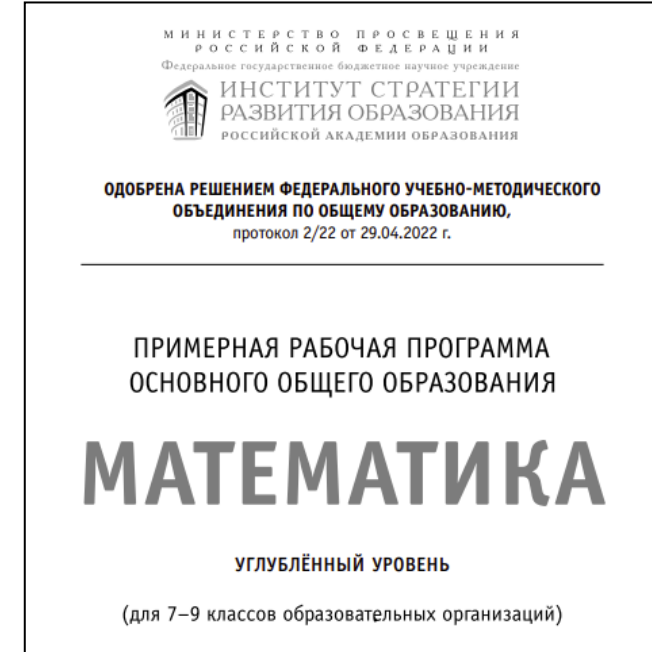 МИНИСТЕРСТВО ПРОСВЕЩЕНИЯ
РОССИЙСКОЙ ФЕДЕРАЦИИ
Федеральное государственное бюджетное научное учреждение
ИНСТИТУТ СТРАТЕГИИ
РАЗВИТИЯ ОБРАЗОВАНИЯ
РОССИЙСКОЙ АКАДЕМИИ ОБРАЗОВАНИЯ
ОДОБРЕНА РЕШЕНИЕМ ФЕДЕРАЛЬНОГО УЧЕБНО-МЕТОДИЧЕСКОГО
ОБЪЕДИНЕНИЯ ПО ОБЩЕМУ ОБРАЗОВАНИЮ,
протокол 2/22 от 29.04.2022 г.
ПРИМЕРНАЯ РАБОЧАЯ ПРОГРАММА
ОСНОВНОГО ОБЩЕГО ОБРАЗОВАНИЯ
МАТЕМАТИКА
УГЛУБЛЁННЫЙ УРОВЕНЬ
(для 7–9 классов образовательных организаций)